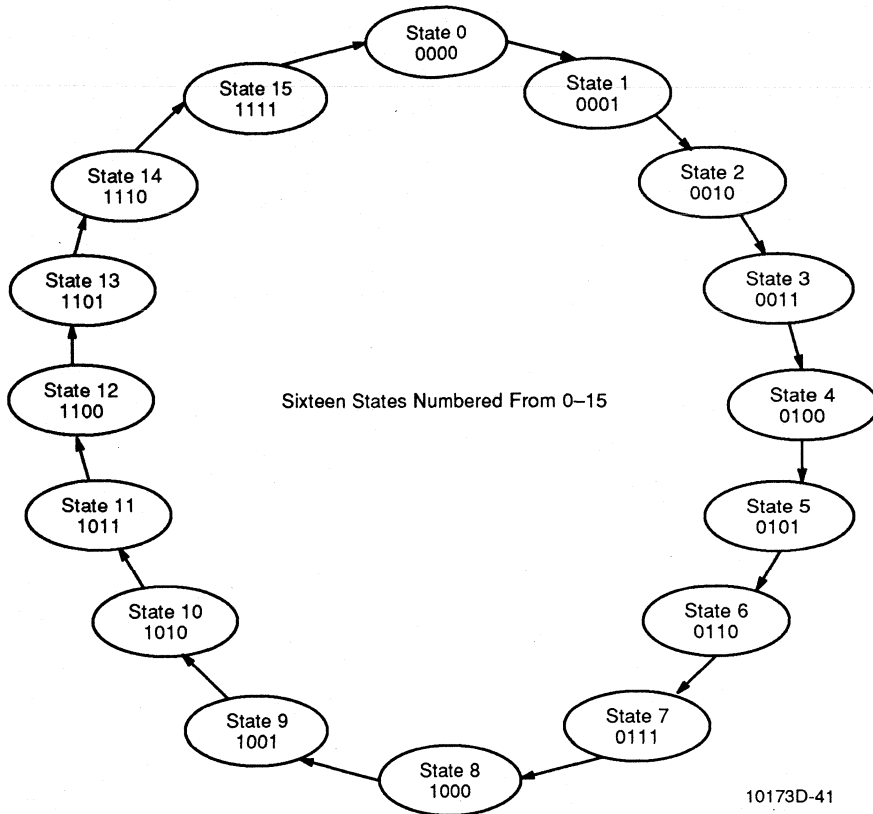 State 0
0000
State 1
0001
State 2
0010
State 3
0011
State 4
0100
State 5
0101
State 6
0110
State 7
0111
State 8
1000
State 9
1001
State 10
1010
State 11
1011
State 12
1100
State 13
1101
State 14
1110
State 15
1111
Sixteen States Numbered From 0–15
10173D-41